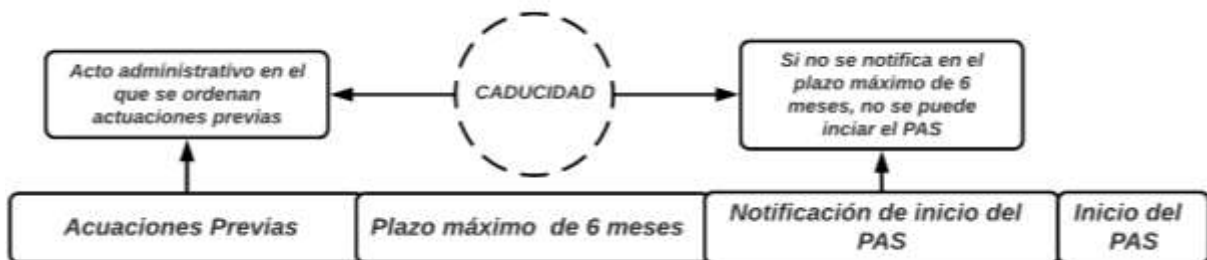 Acto administrativo en el
que se ordenan
actuaciones previas
CADUCIDAD
Si no se notifica en el
plazo máximo de 6
meses, no se puede
inciar el PAS
Acuaciones Previas
Plazo máximo de 6 meses
Notificación de inicio del
PAS
Inicio del
PAS